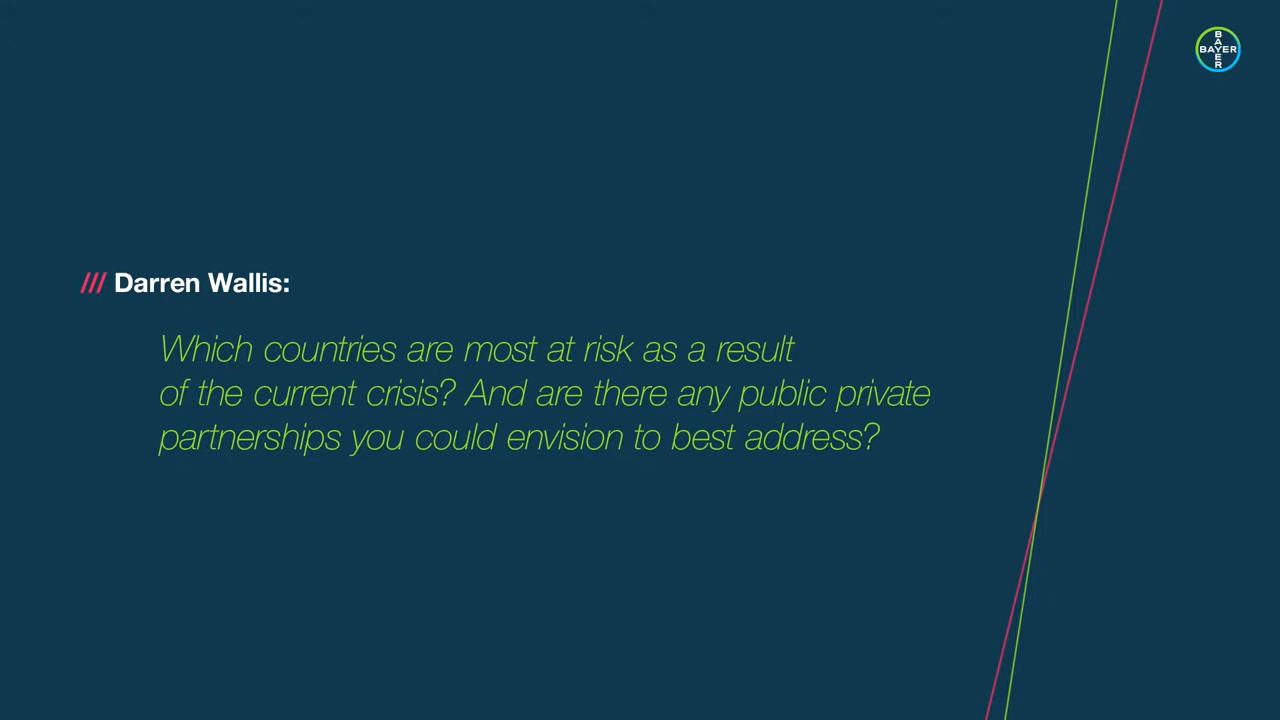 BAYER
BAYER
/// Darren Wallis:
Which countries are most at risk as a result
of the current crisis? And are there any public private
partnerships you could envision to best address?